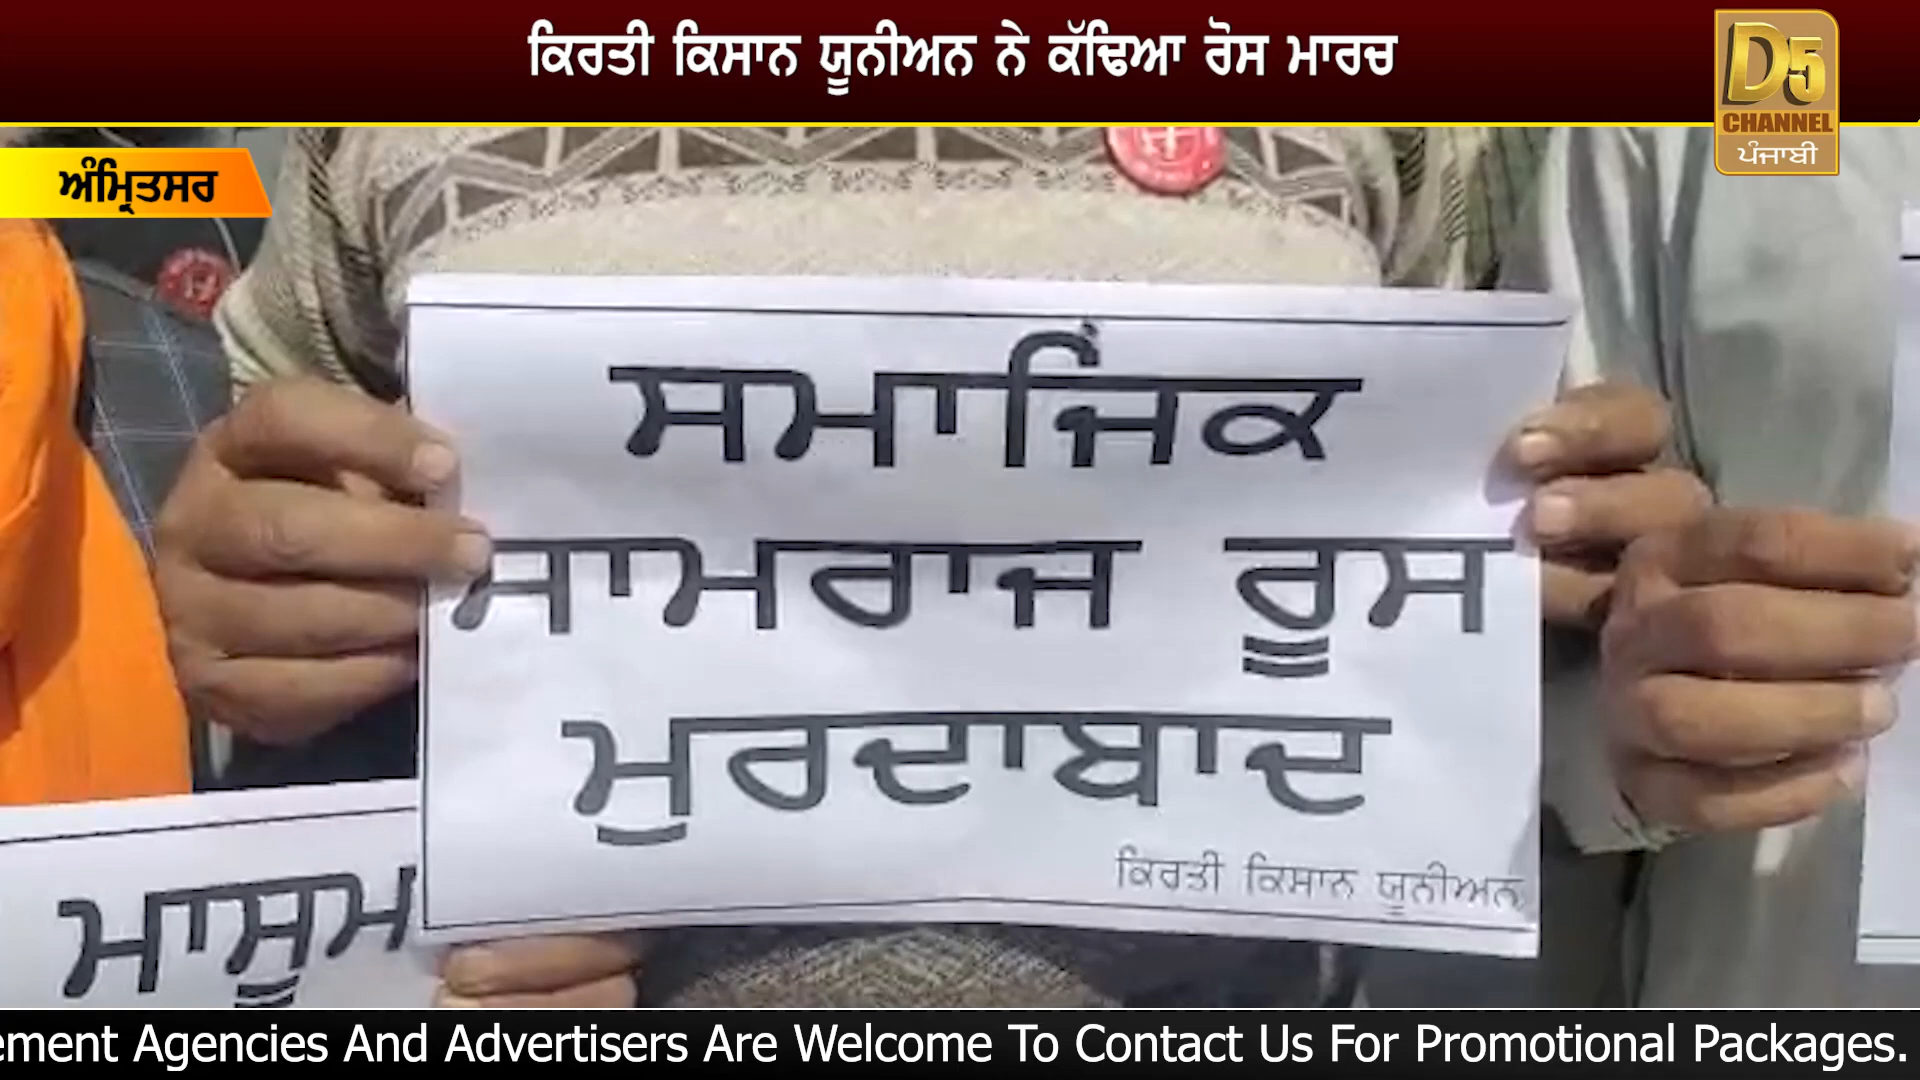 ਕਿਰਤੀ ਕਿਸਾਨ ਯੂਨੀਅਨ ਨੇ ਕੱਢਿਆ ਰੋਸ ਮਾਰਚ
D5
CHANNEL
ਪੰਜਾਬੀ
ਅੰਮ੍ਰਿਤਸਰ
ਸਮਾਜਿੰਕ
ਸਾਮਰਾਜ ਰੂਸ
ਮੁਰਦਾਬਾਦ
ਕਿਰਤੀ ਕਿਸਾਨ ਯੂਨੀਅਨ
ਮਾਸੂਮ
ement Agencies And Advertisers Are Welcome To Contact Us For Promotional Packages.